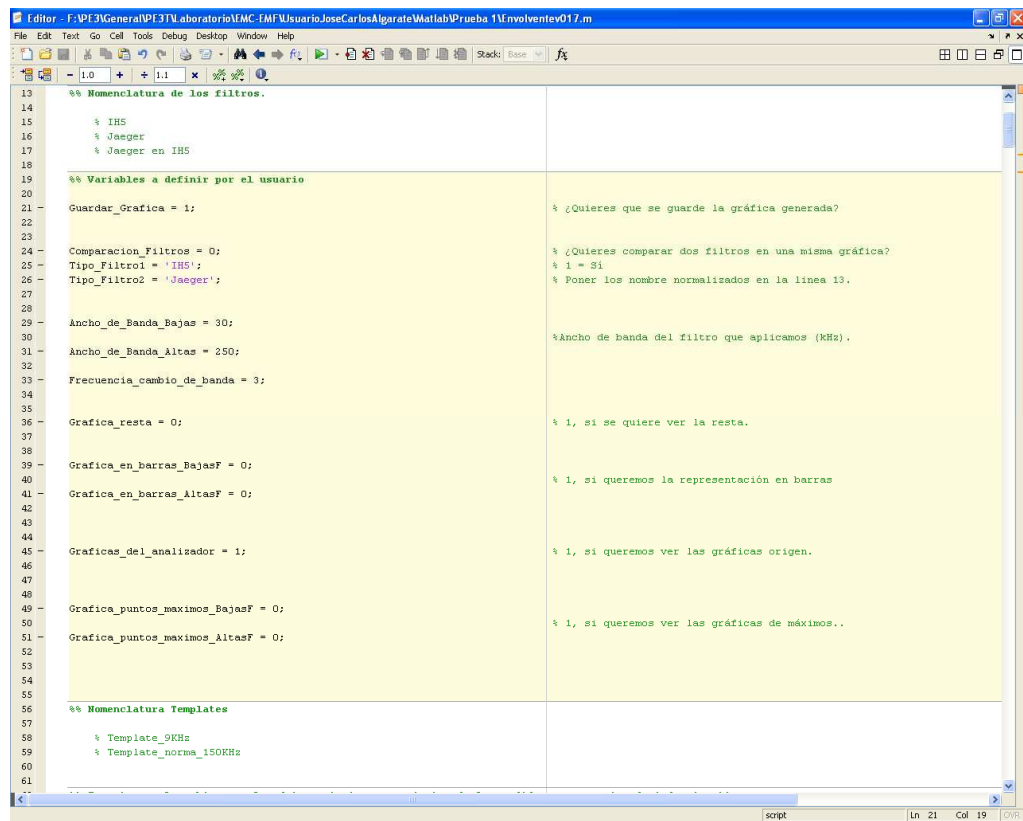 Editor - F:\PE3\General\PE3T\Laboratorio\EMC-EMF\UsuarioJoseCarlosAlgarate\Matlab\Prueba 1\Envolventev017.m
File Edit Text Go Cell Tools Debug Desktop Window Help
Stack: Base fx
- 1.0 + ÷ 1.1 ×
13 %% Nomenclatura de los filtros.
14
15 % IH5
16 % Jaeger
17 % Jaeger en IH5
18
19 %% Variables a definir por el usuario
20
21 - Guardar_Grafica = 1; % ¿Quieres que se guarde la gráfica generada?
22
23
24 - Comparacion_Filtros = 0; % ¿Quieres comparar dos filtros en una misma gráfica?
25 - Tipo_Filtro1 = 'IH5'; % 1 = Sí
26 - Tipo_Filtro2 = 'Jaeger'; % Poner los nombre normalizados en la linea 13.
27
28
29 - Ancho_de_Banda_Bajas = 30;
30 %Ancho de banda del filtro que aplicamos (kHz).
31 - Ancho_de_Banda_Altas = 250;
32
33 - Frecuencia_cambio_de_banda = 3;
34
35
36 - Grafica_resta = 0; % 1, si se quiere ver la resta.
37
38
39 - Grafica_en_barras_BajasF = 0;
40 % 1, si queremos la representación en barras
41 - Grafica_en_barras_AltasF = 0;
42
43
44
45 - Graficas_del_analizador = 1; % 1, si queremos ver las gráficas origen.
46
47
48
49 - Grafica_puntos_maximos_BajasF = 0;
50 % 1, si queremos ver las gráficas de máximos..
51 - Grafica_puntos_maximos_AltasF = 0;
52
53
54
55
56 %% Nomenclatura Templates
57
58 % Template_9KHz
59 % Template_norma_150KHz
60
61
script Ln 21 Col 19 OVR